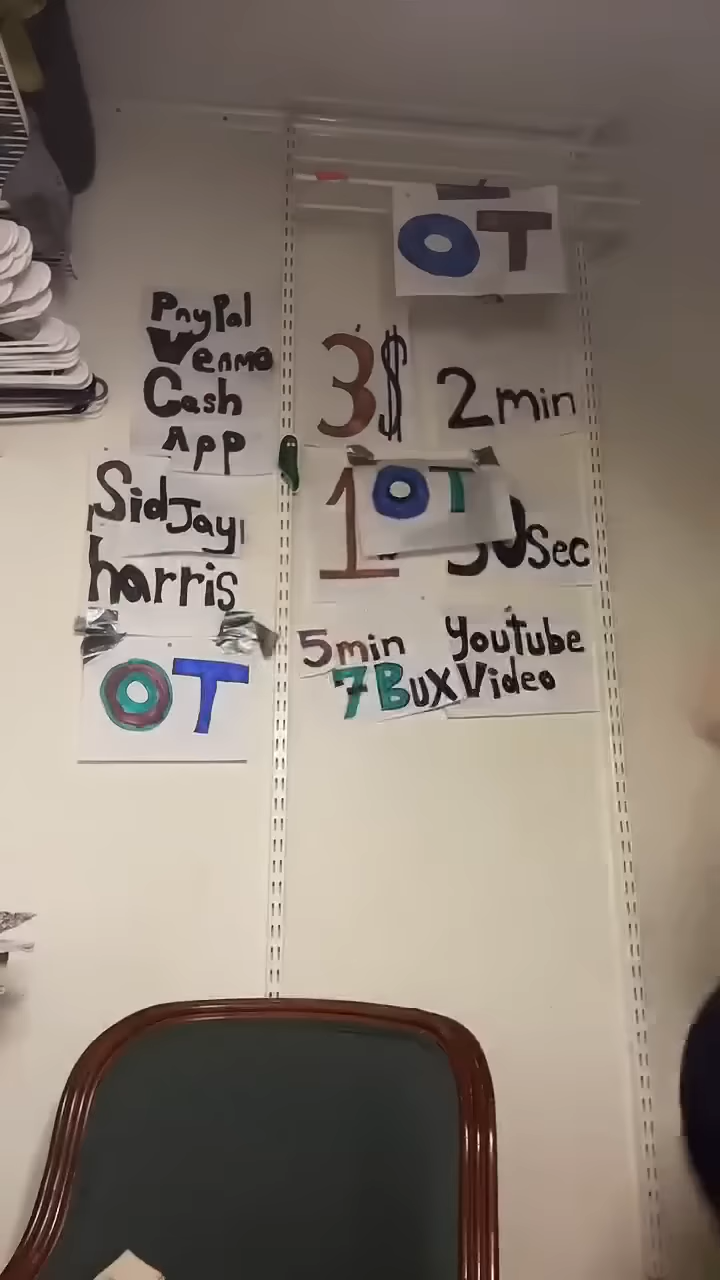 OT
PayPal
Venmo
Cash
App
3$ 2min
SidJay
harris
1 OT Sec
5min Youtube
7Bux Video
OT